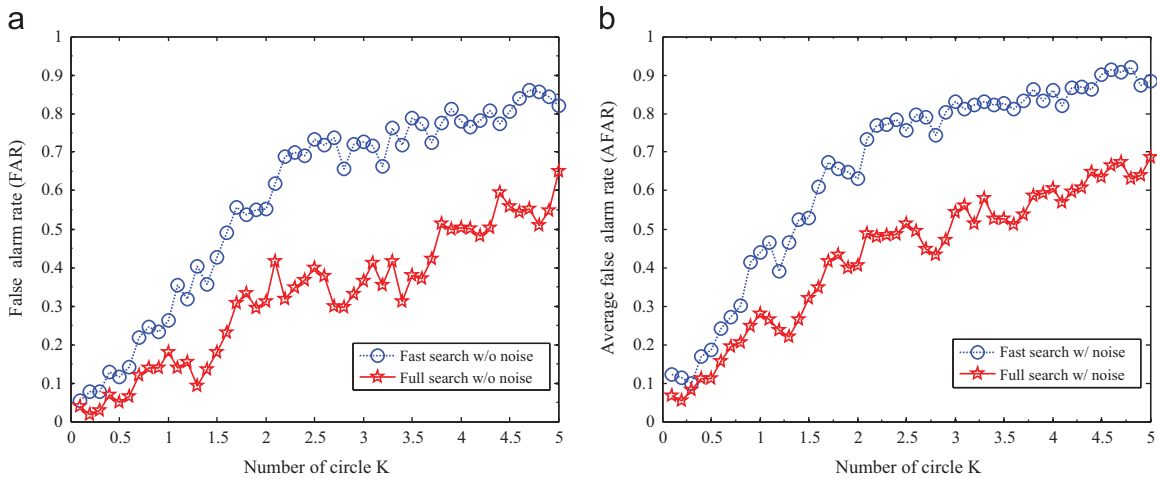 a
1
0.9
0.8
0.7
0.6
0.5
0.4
0.3
0.2
0.1
0
False alarm rate (FAR)
Fast search w/o noise
Full search w/o noise
0 0.5 1 1.5 2 2.5 3 3.5 4 4.5 5
Number of circle K
b
1
0.9
0.8
0.7
0.6
0.5
0.4
0.3
0.2
0.1
0
Average false alarm rate (AFAR)
Fast search w/ noise
Full search w/ noise
0 0.5 1 1.5 2 2.5 3 3.5 4 4.5 5
Number of circle K